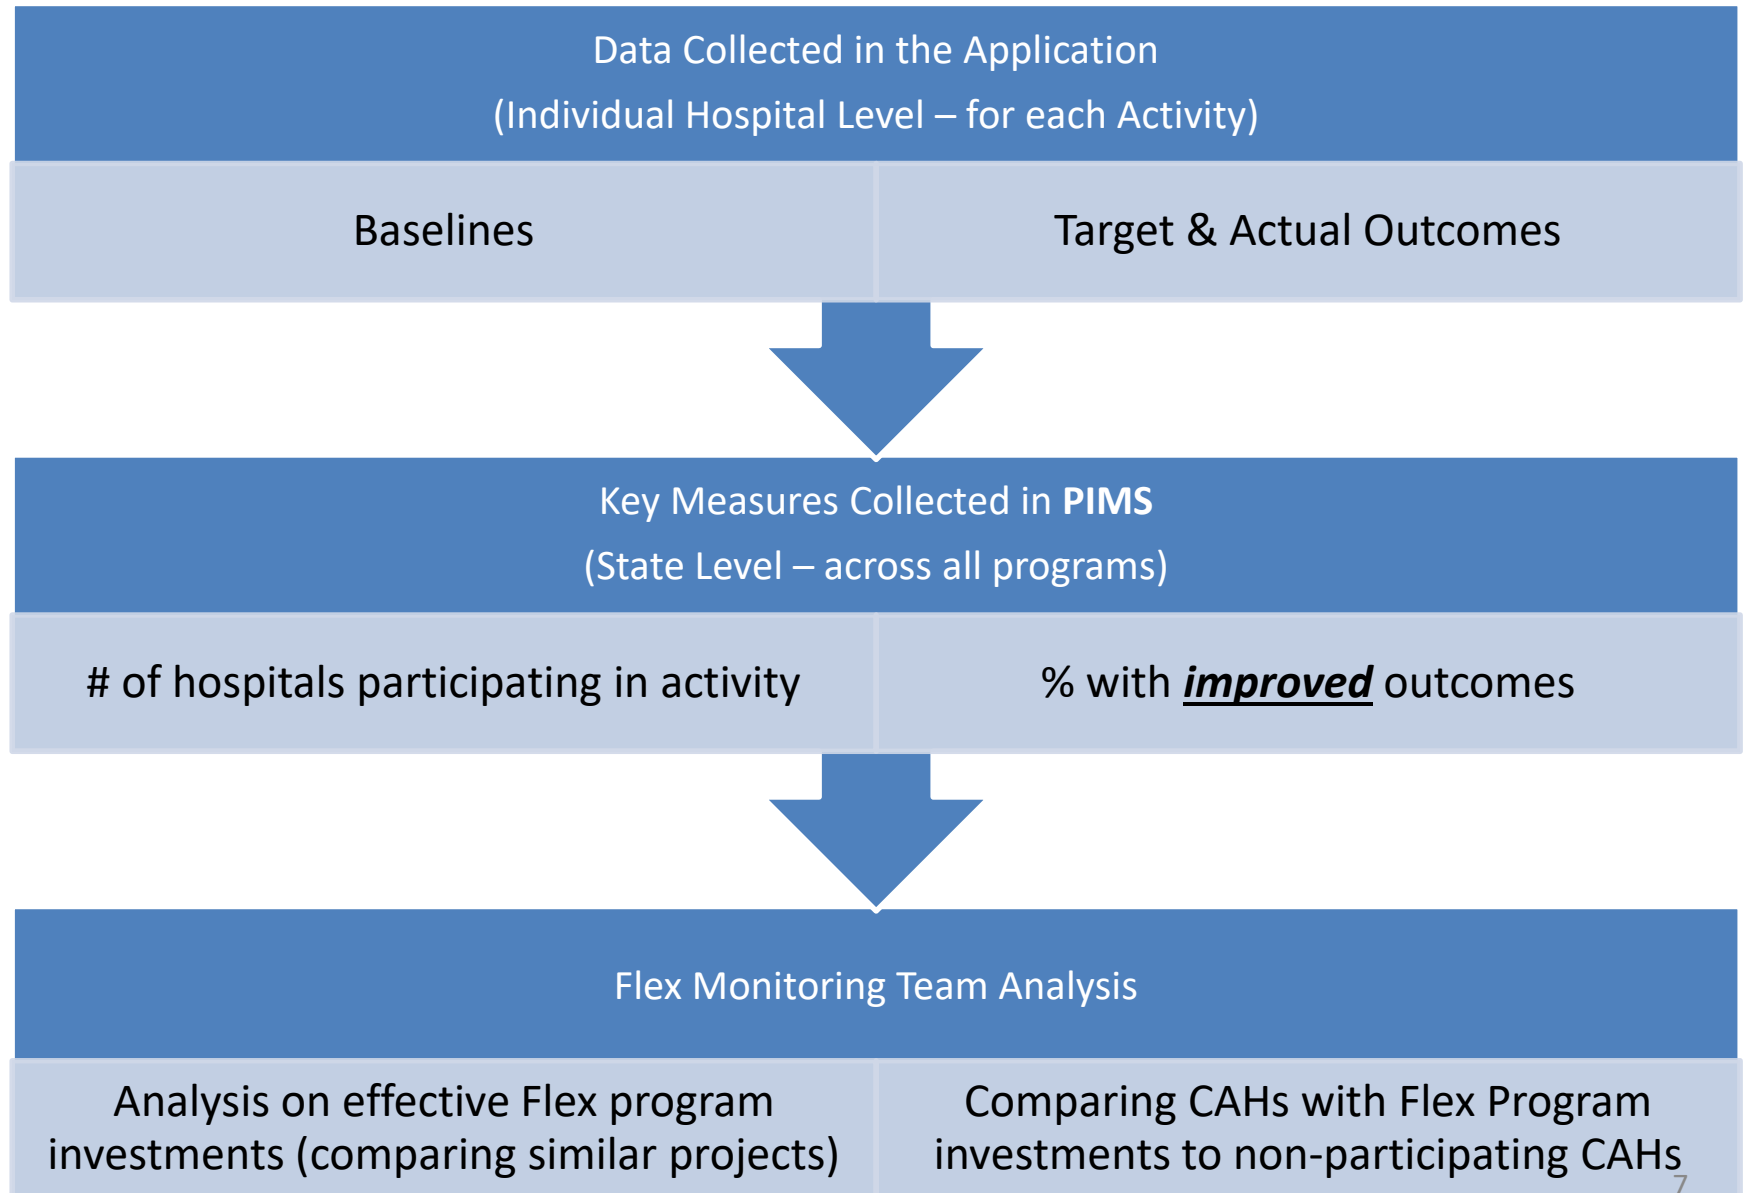 Data Collected in the Application
(Individual Hospital Level – for each Activity)
Baselines
Target & Actual Outcomes
Key Measures Collected in PIMS
(State Level – across all programs)
# of hospitals participating in activity
% with improved outcomes
Flex Monitoring Team Analysis
Analysis on effective Flex program
investments (comparing similar projects)
Comparing CAHs with Flex Program
investments to non-participating CAHs
7